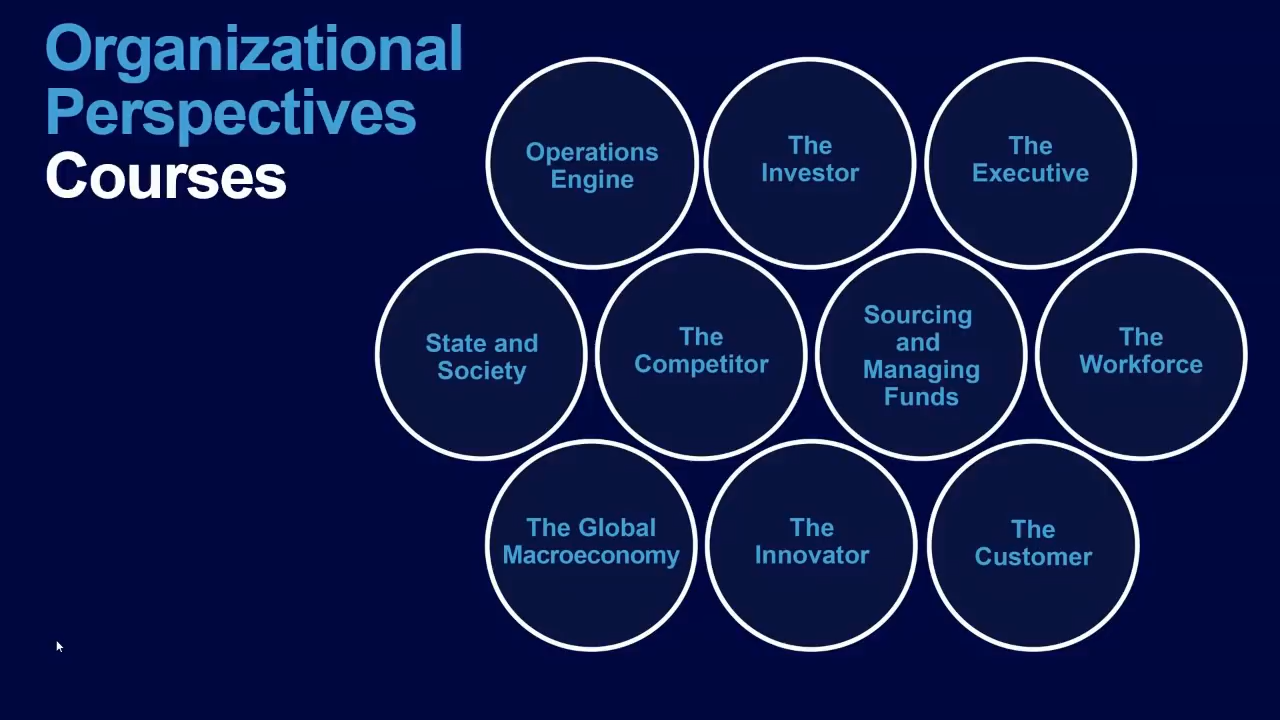 Organizational
Perspectives
Courses
Operations
Engine
The
Investor
The
Executive
State and
Society
The
Competitor
Sourcing
and
Managing
Funds
The
Workforce
The Global
Macroeconomy
The
Innovator
The
Customer